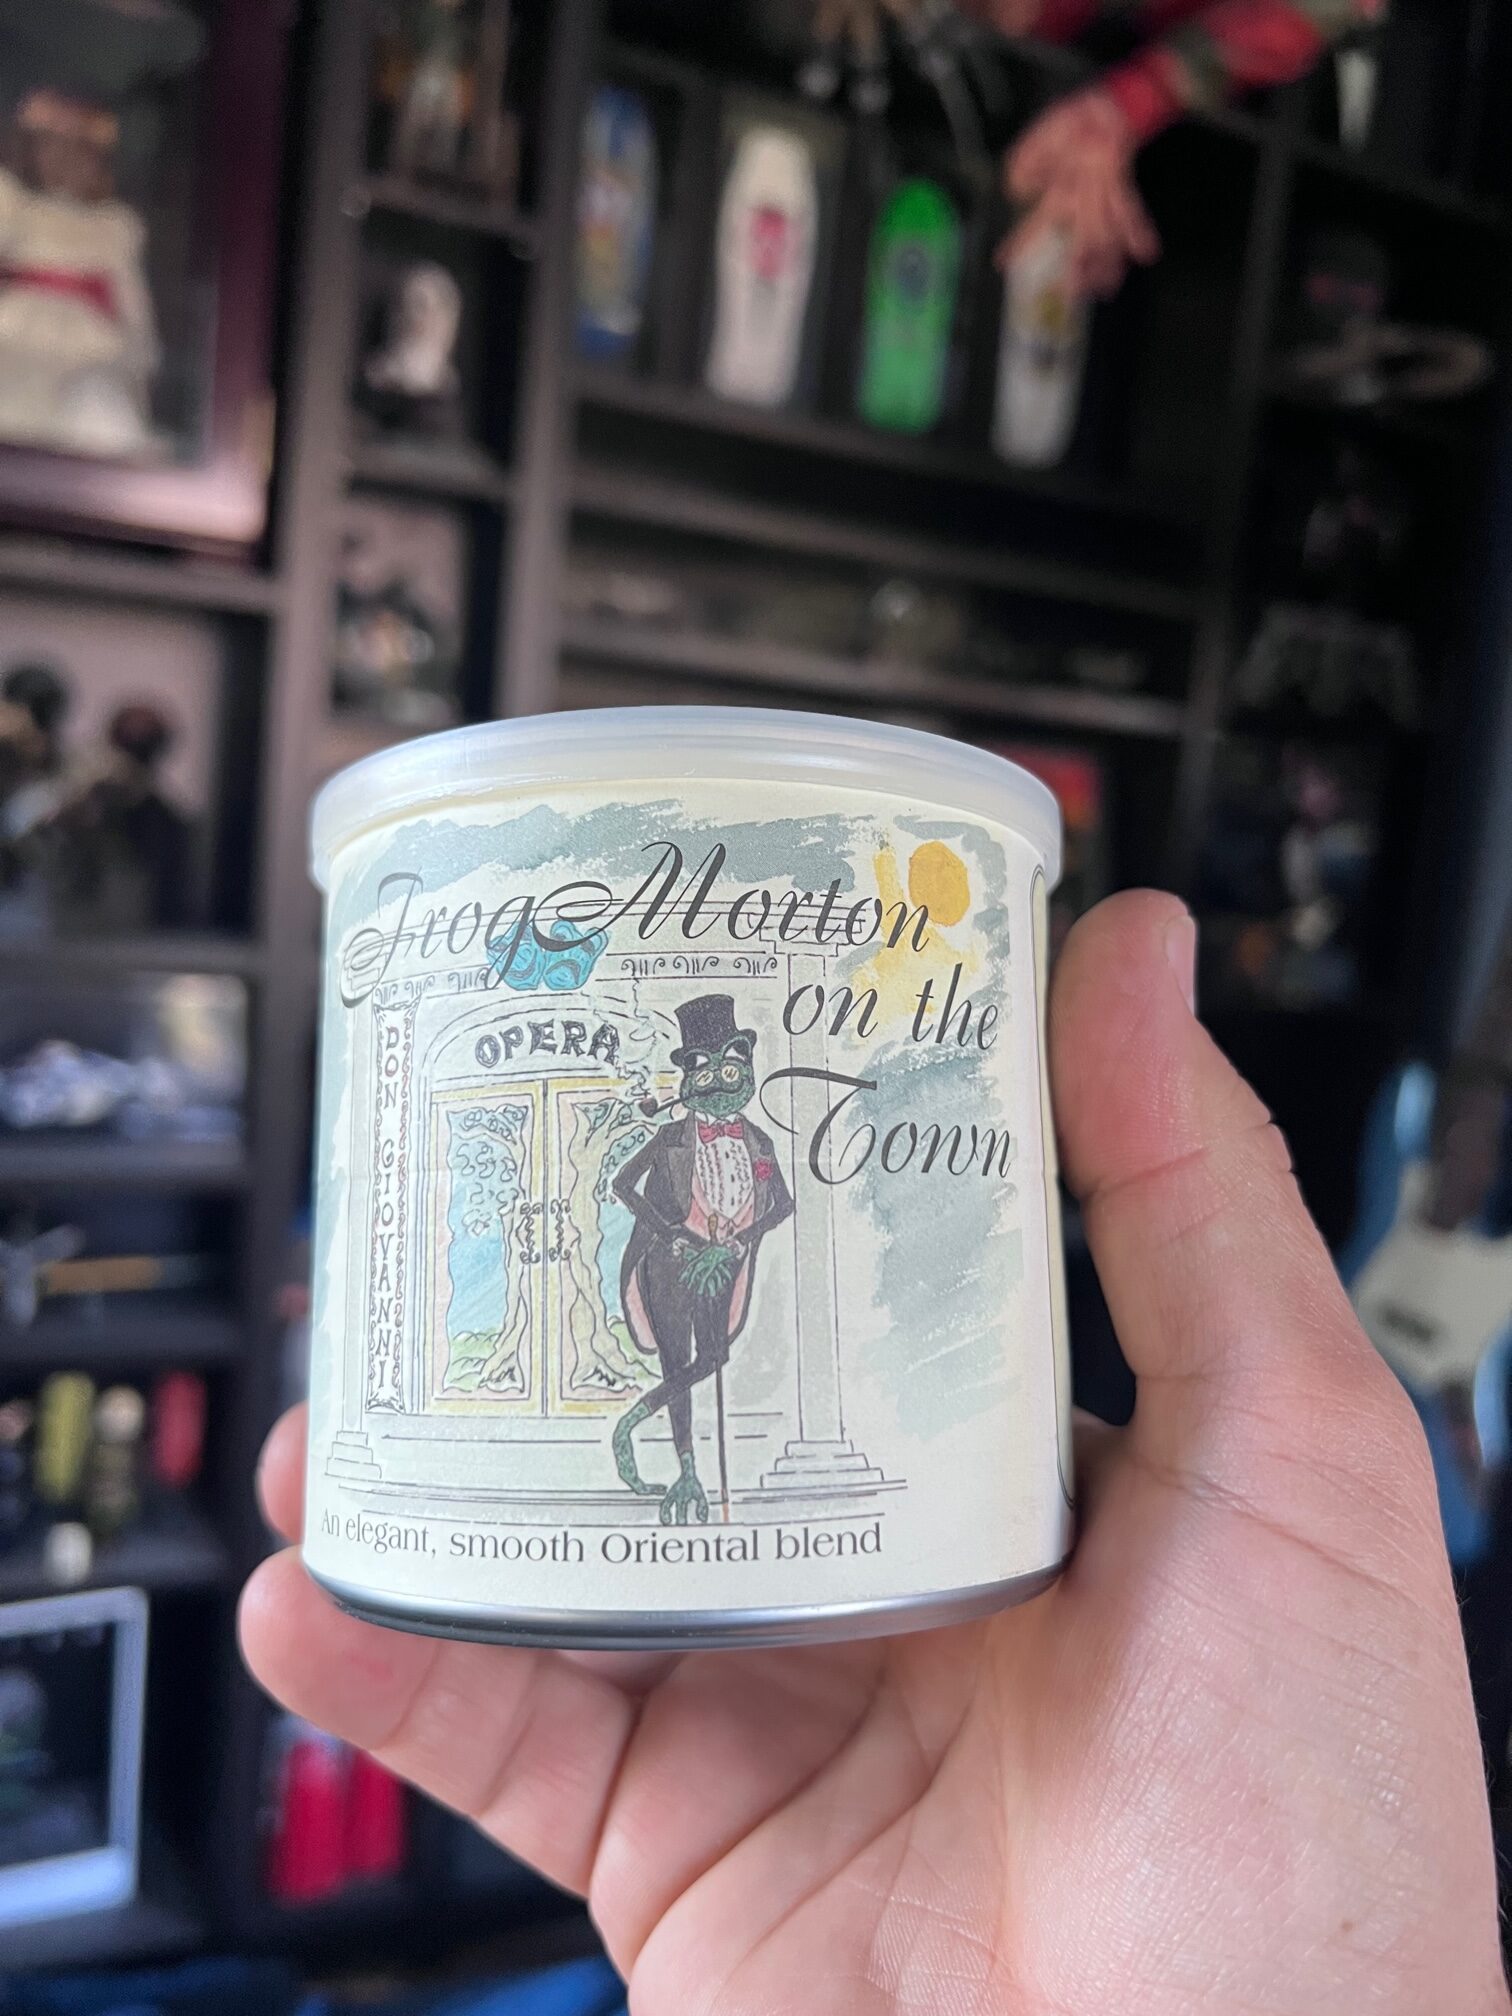 Frog Morton
on the
Town
OPERA
DON GIOVANNI
An elegant, smooth Oriental blend